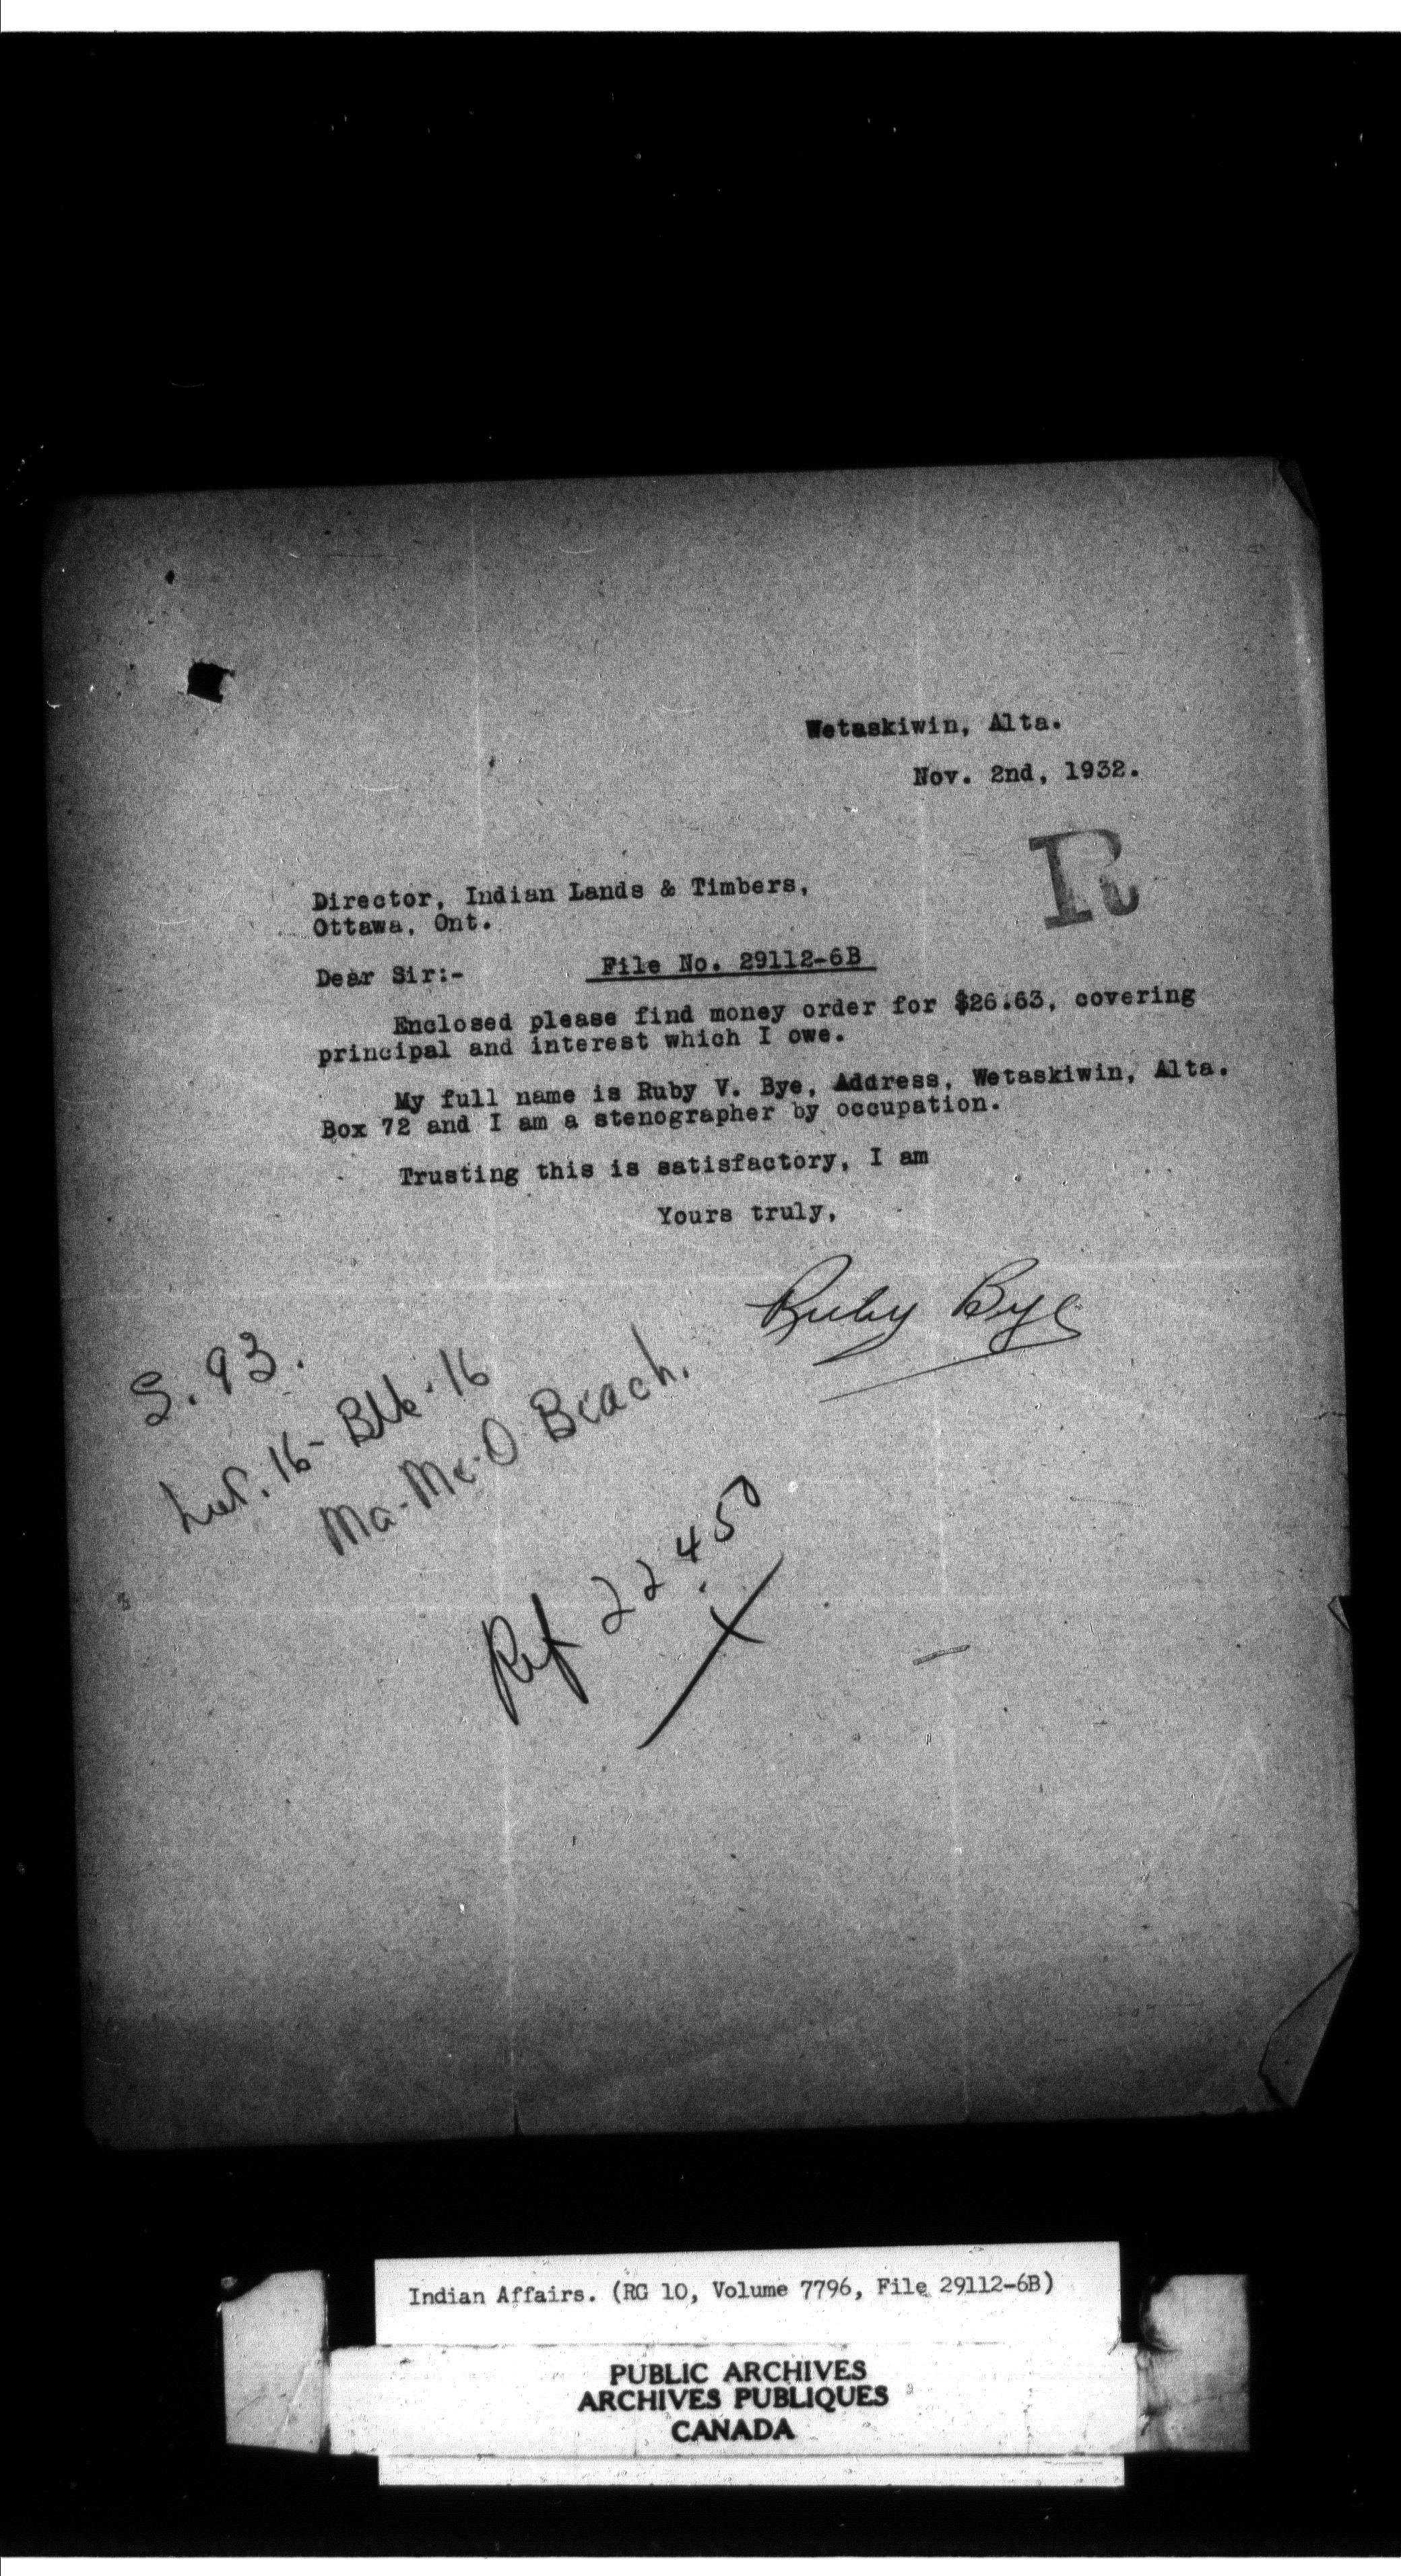 Wetaskiwin, Alta.
Nov. 2nd, 1932.
R
Director, Indian Lands & Timbers,
Ottawa, Ont.
Dear Sir:- File No. 29112-6B
Enclosed please find money order for $26.63, covering
principal and interest which I owe.
My full name is Ruby V. Bye, Address, Wetaskiwin, Alta.
Box 72 and I am a stenographer by occupation.
Trusting this is satisfactory, I am
Yours truly,
Ruby Bye
S. 93.
Lot. 16- Blk. 16
Ma-Me-O Beach.
Ref 22450
Indian Affairs. (RG 10, Volume 7796, File 29112-6B)
PUBLIC ARCHIVES
ARCHIVES PUBLIQUES
CANADA